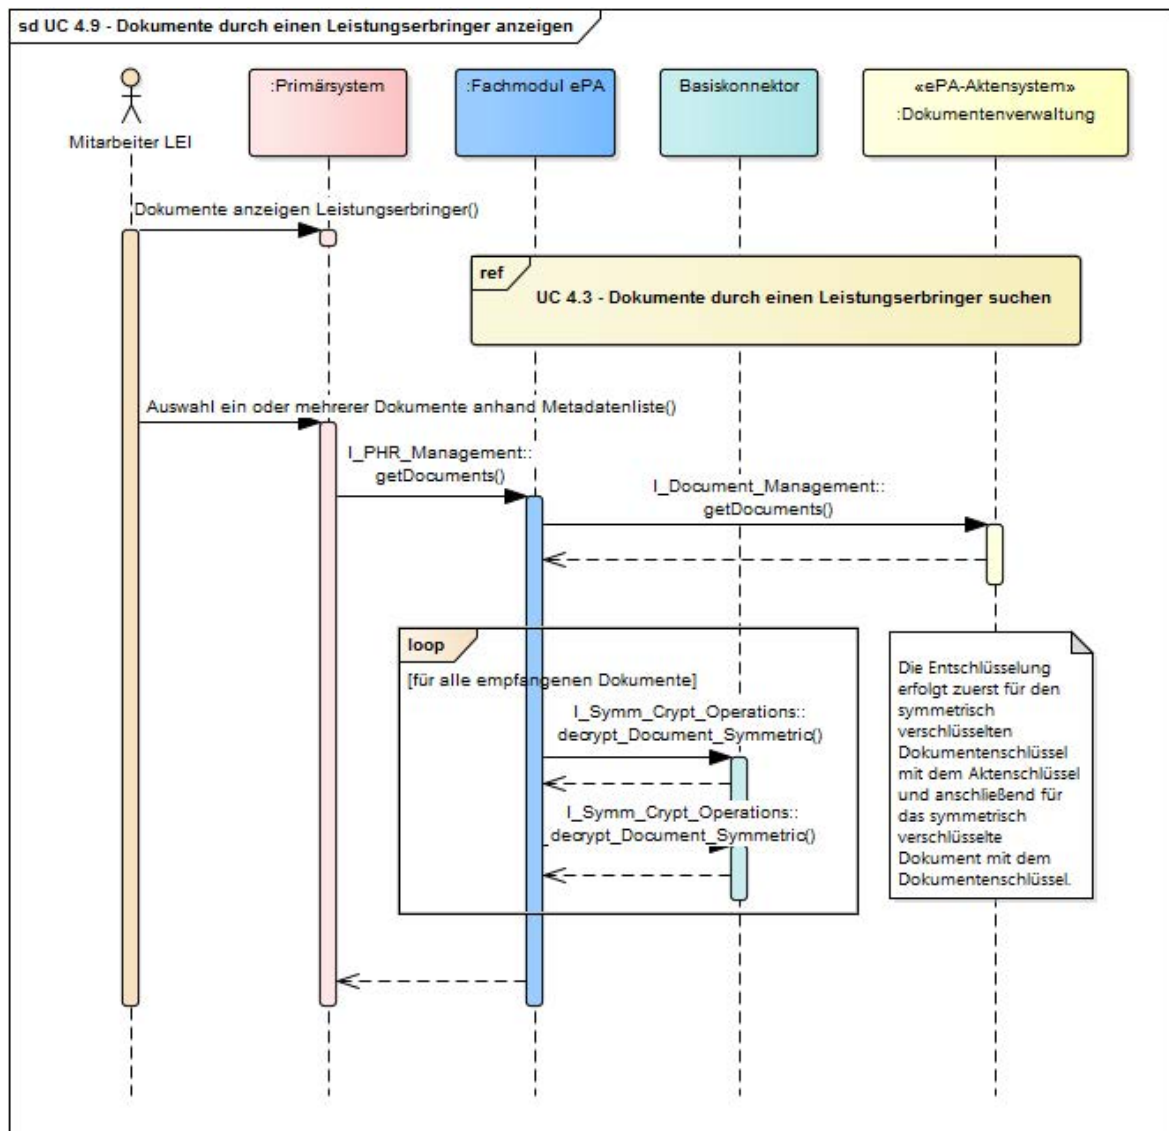 sd UC 4.9 - Dokumente durch einen Leistungserbringer anzeigen
Mitarbeiter LEI
:Primärsystem
:Fachmodul ePA
Basiskonnektor
«ePA-Aktensystem»
:Dokumentenverwaltung
Dokumente anzeigen Leistungserbringer()
ref
UC 4.3 - Dokumente durch einen Leistungserbringer suchen
Auswahl ein oder mehrerer Dokumente anhand Metadatenliste()
I_PHR_Management::
getDocuments()
I_Document_Management::
getDocuments()
loop
[für alle empfangenen Dokumente]
I_Symm_Crypt_Operations::
decrypt_Document_Symmetric()
I_Symm_Crypt_Operations::
decrypt_Document_Symmetric()
Die Entschlüsselung
erfolgt zuerst für den
symmetrisch
verschlüsselten
Dokumentenschlüssel
mit dem Aktenschlüssel
und anschließend für
das symmetrisch
verschlüsselte
Dokument mit dem
Dokumentenschlüssel.